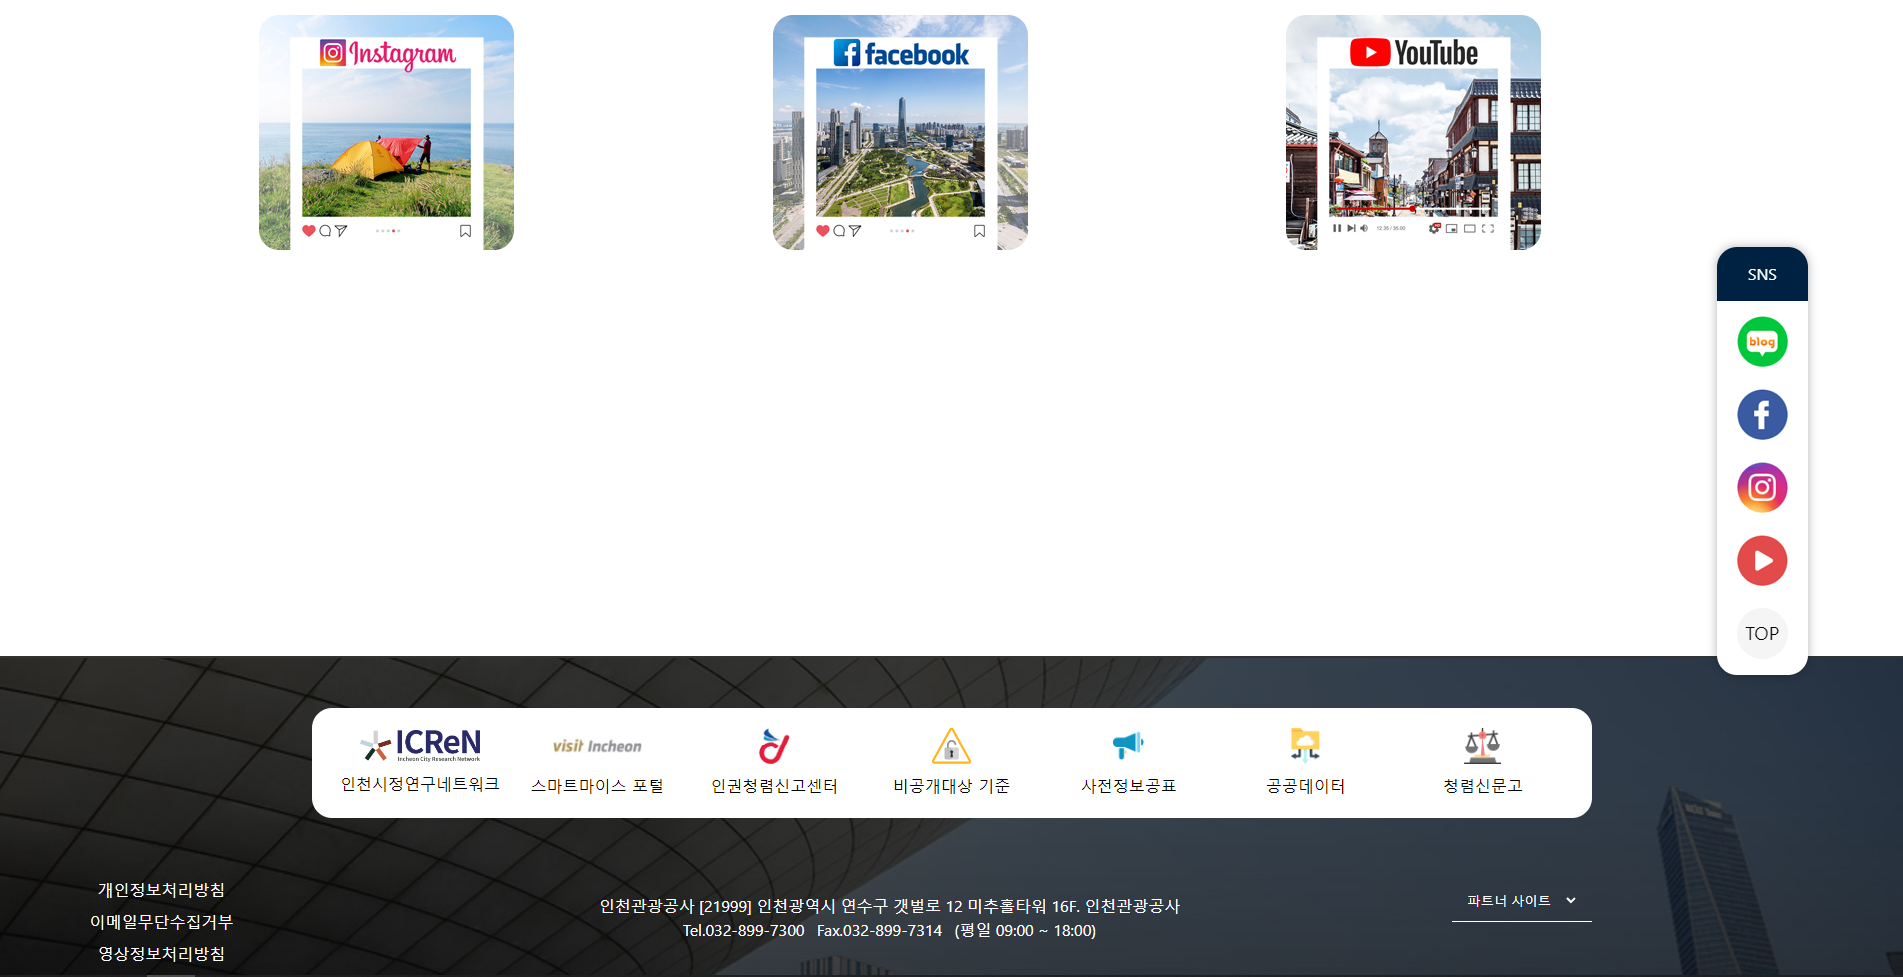 Instagram
facebook
YouTube
12:35 / 35:00
SNS
blog
TOP
ICReN
Incheon City Research Network
인천시정연구네트워크
visit Incheon
스마트마이스 포털
인권청렴신고센터
비공개대상 기준
사전정보공표
공공데이터
청렴신문고
개인정보처리방침
이메일무단수집거부
영상정보처리방침
인천관광공사 [21999] 인천광역시 연수구 갯벌로 12 미추홀타워 16F. 인천관광공사
Tel.032-899-7300 Fax.032-899-7314 (평일 09:00 ~ 18:00)
파트너 사이트